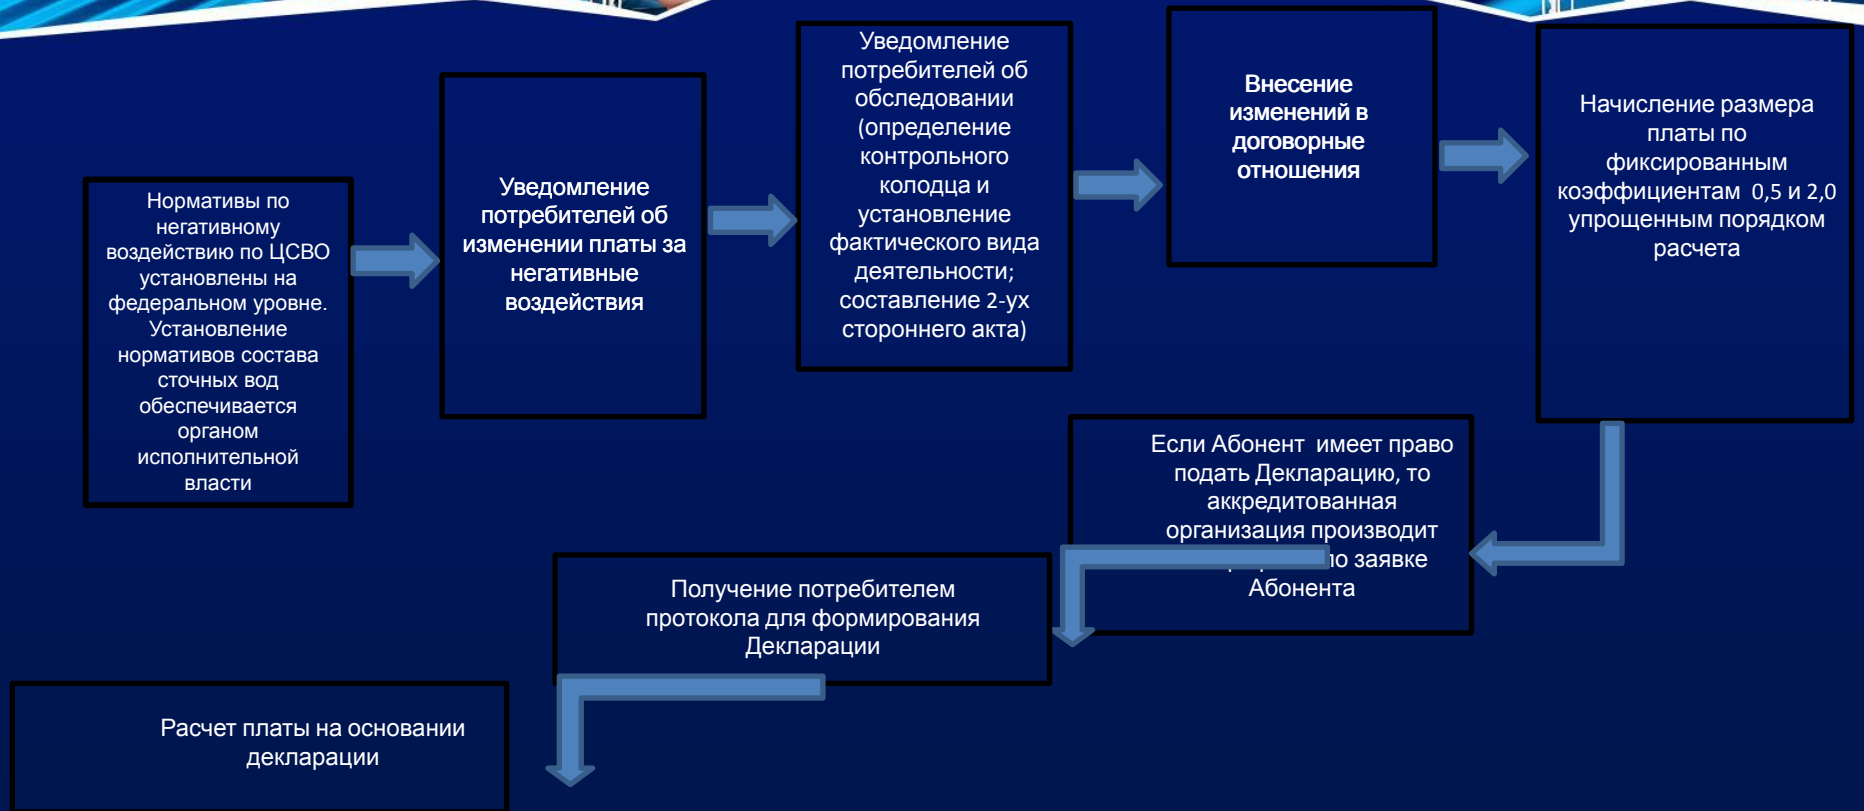 Нормативы по
негативному
воздействию по ЦСВО
установлены на
федеральном уровне.
Установление
нормативов состава
сточных вод
обеспечивается
органом
исполнительной
власти
Уведомление
потребителей об
изменении платы за
негативные
воздействия
Уведомление
потребителей об
обследовании
(определение
контрольного
колодца и
установление
фактического вида
деятельности;
составление 2-ух
стороннего акта)
Внесение
изменений в
договорные
отношения
Начисление размера
платы по
фиксированным
коэффициентам 0,5 и 2,0
упрощенным порядком
расчета
Если Абонент имеет право
подать Декларацию, то
аккредитованная
организация производит
по заявке
Абонента
Получение потребителем
протокола для формирования
Декларации
Расчет платы на основании
декларации